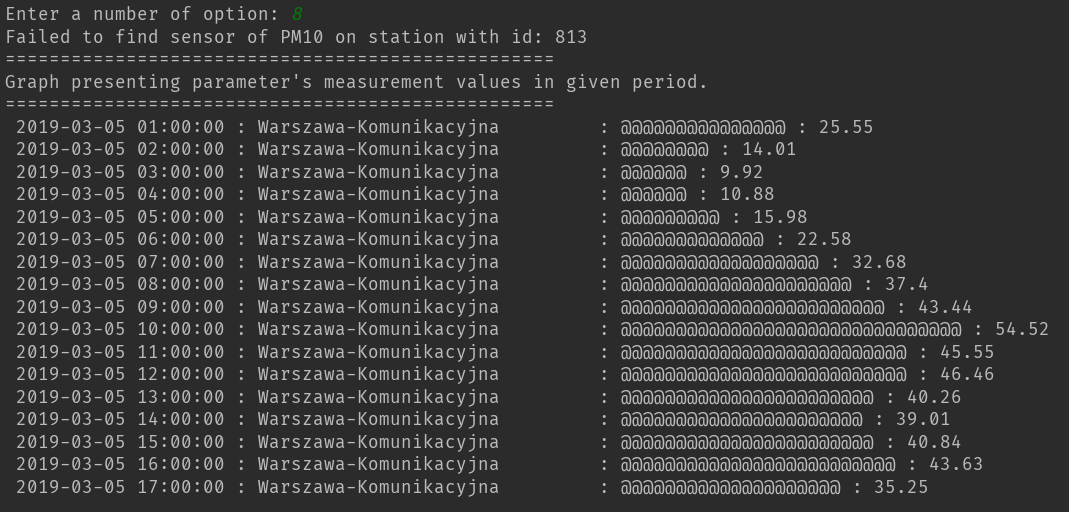 Enter a number of option: 8
Failed to find sensor of PM10 on station with id: 813
==================================================
Graph presenting parameter's measurement values in given period.
==================================================
2019-03-05 01:00:00 : Warszawa-Komunikacyjna         : @@@@@@@@@@@@@@@ : 25.55
2019-03-05 02:00:00 : Warszawa-Komunikacyjna         : @@@@@@@@ : 14.01
2019-03-05 03:00:00 : Warszawa-Komunikacyjna         : @@@@@@ : 9.92
2019-03-05 04:00:00 : Warszawa-Komunikacyjna         : @@@@@@ : 10.88
2019-03-05 05:00:00 : Warszawa-Komunikacyjna         : @@@@@@@@@ : 15.98
2019-03-05 06:00:00 : Warszawa-Komunikacyjna         : @@@@@@@@@@@@@ : 22.58
2019-03-05 07:00:00 : Warszawa-Komunikacyjna         : @@@@@@@@@@@@@@@@@@ : 32.68
2019-03-05 08:00:00 : Warszawa-Komunikacyjna         : @@@@@@@@@@@@@@@@@@@@@ : 37.4
2019-03-05 09:00:00 : Warszawa-Komunikacyjna         : @@@@@@@@@@@@@@@@@@@@@@@@ : 43.44
2019-03-05 10:00:00 : Warszawa-Komunikacyjna         : @@@@@@@@@@@@@@@@@@@@@@@@@@@@@@@ : 54.52
2019-03-05 11:00:00 : Warszawa-Komunikacyjna         : @@@@@@@@@@@@@@@@@@@@@@@@@@ : 45.55
2019-03-05 12:00:00 : Warszawa-Komunikacyjna         : @@@@@@@@@@@@@@@@@@@@@@@@@@ : 46.46
2019-03-05 13:00:00 : Warszawa-Komunikacyjna         : @@@@@@@@@@@@@@@@@@@@@@@ : 40.26
2019-03-05 14:00:00 : Warszawa-Komunikacyjna         : @@@@@@@@@@@@@@@@@@@@@@ : 39.01
2019-03-05 15:00:00 : Warszawa-Komunikacyjna         : @@@@@@@@@@@@@@@@@@@@@@@ : 40.84
2019-03-05 16:00:00 : Warszawa-Komunikacyjna         : @@@@@@@@@@@@@@@@@@@@@@@@@ : 43.63
2019-03-05 17:00:00 : Warszawa-Komunikacyjna         : @@@@@@@@@@@@@@@@@@@@ : 35.25